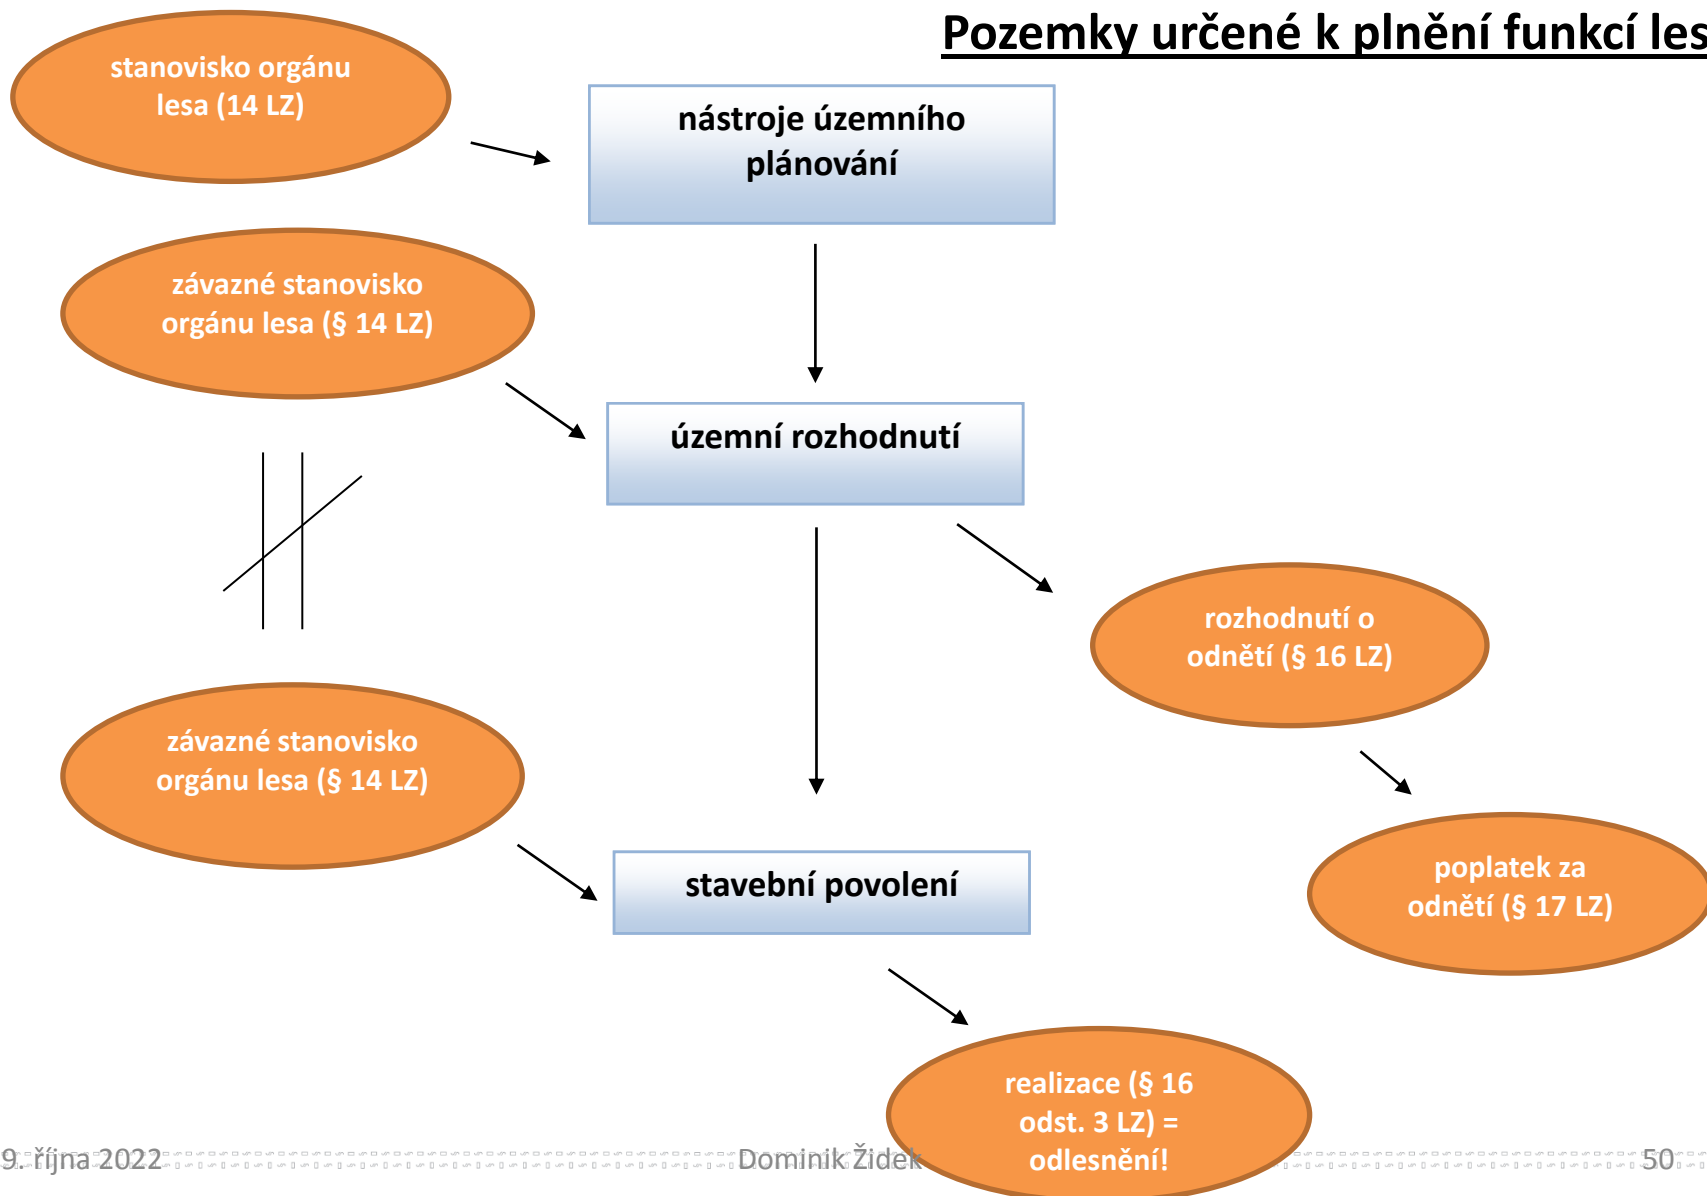 Pozemky určené k plnění funkcí les
stanovisko orgánu
lesa (14 LZ)
nástroje územního
plánování
závazné stanovisko
orgánu lesa (§ 14 LZ)
územní rozhodnutí
rozhodnutí o
odnětí (§ 16 LZ)
závazné stanovisko
orgánu lesa (§ 14 LZ)
stavební povolení
poplatek za
odnětí (§ 17 LZ)
realizace (§ 16
odst. 3 LZ) =
odlesnění!
9. října 2022
Dominik Židek
50